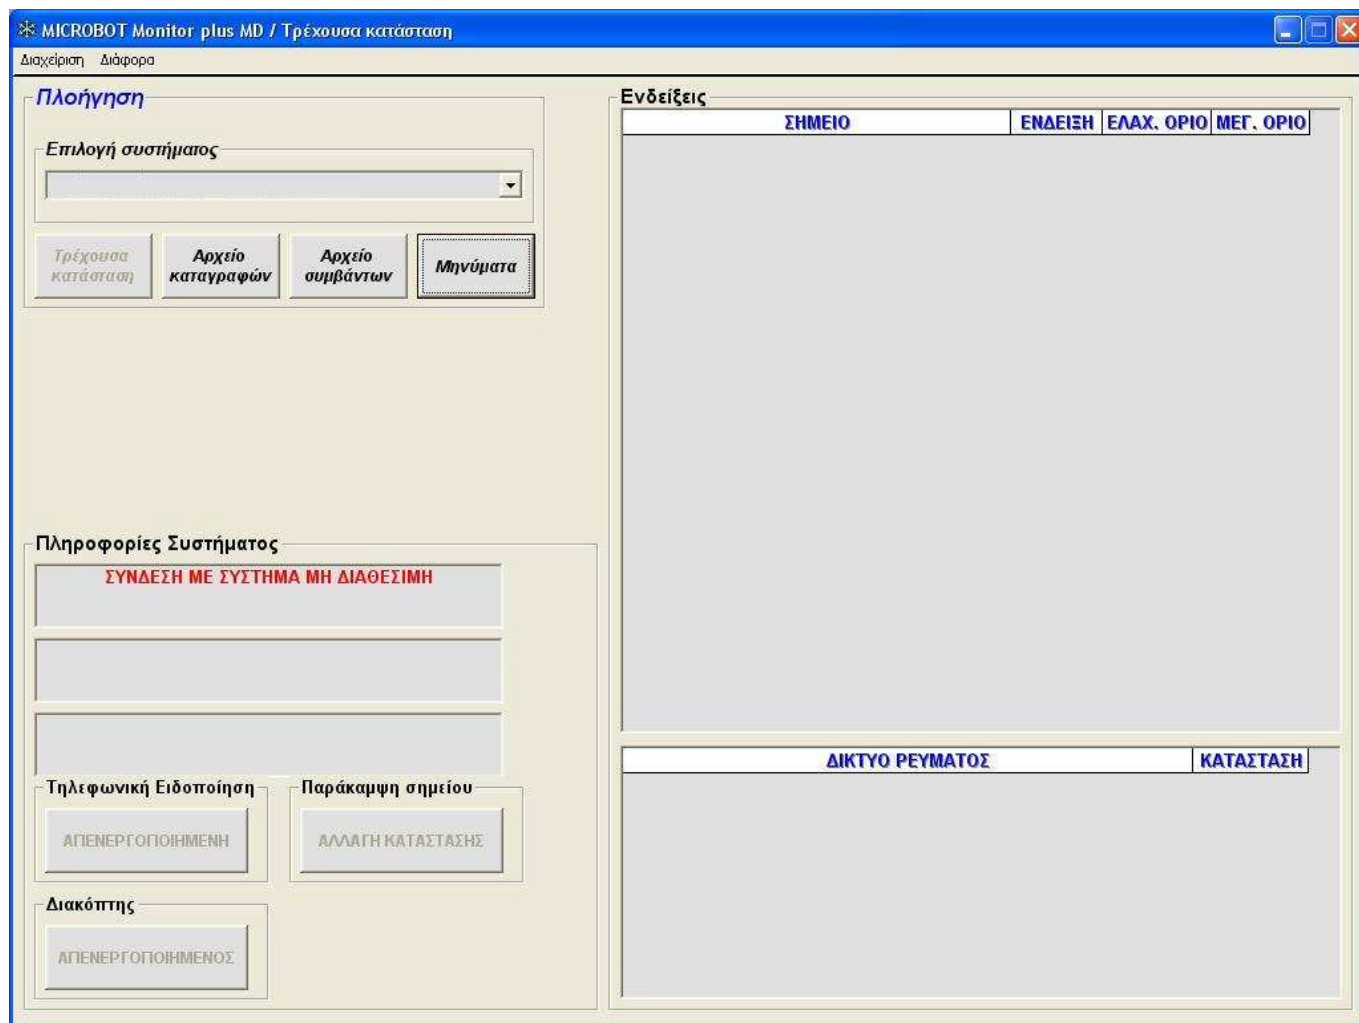 MICROBOT Monitor plus MD / Τρέχουσα κατάσταση
Διαχείριση Διάφορα
Πλοήγηση
Επιλογή συστήματος
Τρέχουσα
κατάσταση
Αρχείο
καταγραφών
Αρχείο
συμβάντων
Μηνύματα
Πληροφορίες Συστήματος
ΣΥΝΔΕΣΗ ΜΕ ΣΥΣΤΗΜΑ ΜΗ ΔΙΑΘΕΣΙΜΗ
Τηλεφωνική Ειδοποίηση
ΑΠΕΝΕΡΓΟΠΟΙΗΜΕΝΗ
Παράκαμψη σημείου
ΑΛΛΑΓΗ ΚΑΤΑΣΤΑΣΗΣ
Διακόπτης
ΑΠΕΝΕΡΓΟΠΟΙΗΜΕΝΟΣ
Ενδείξεις
ΣΗΜΕΙΟ ΕΝΔΕΙΞΗ ΕΛΑΧ. ΟΡΙΟ ΜΕΓ. ΟΡΙΟ
ΔΙΚΤΥΟ ΡΕΥΜΑΤΟΣ ΚΑΤΑΣΤΑΣΗ